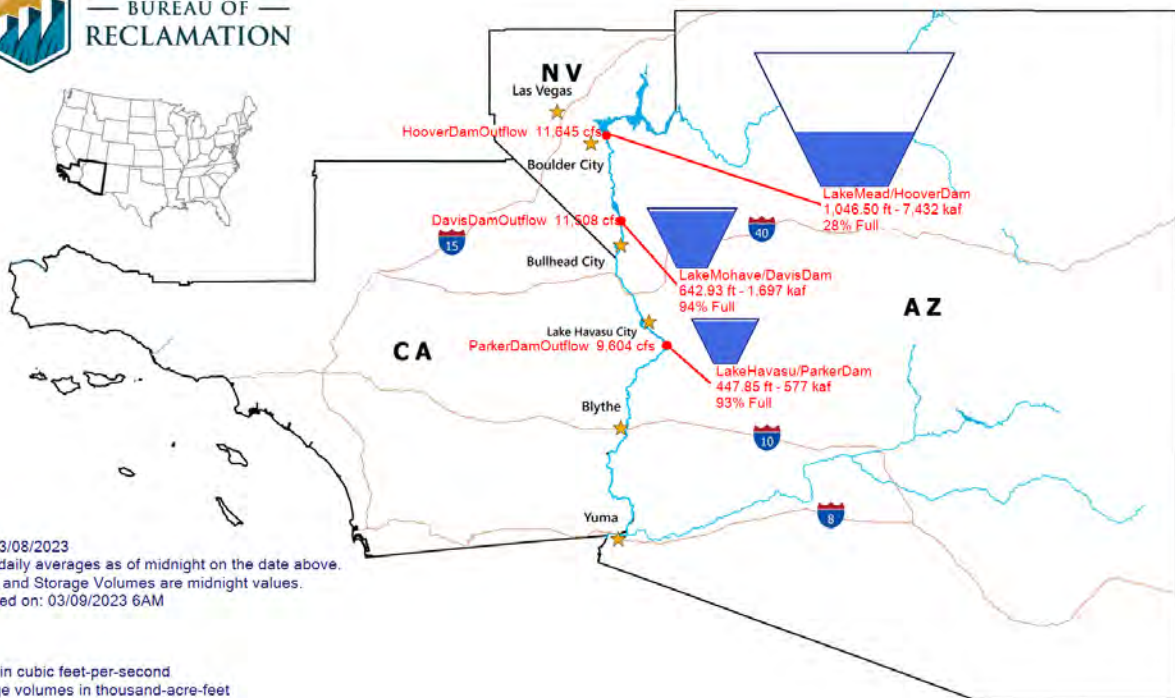 BUREAU OF
RECLAMATION
NV
Las Vegas
HooverDamOutflow 11,645 cfs
Boulder City
LakeMead/HooverDam
1,046.50 ft - 7,432 kaf
28% Full
DavisDamOutflow 11,508 cfs
15
40
Bullhead City
LakeMohave/DavisDam
642.93 ft - 1,697 kaf
94% Full
AZ
Lake Havasu City
CA
ParkerDamOutflow 9,604 cfs
LakeHavasu/ParkerDam
447.85 ft - 577 kaf
93% Full
Blythe
10
Yuma
8
3/08/2023
daily averages as of midnight on the date above.
and Storage Volumes are midnight values.
ed on: 03/09/2023 6AM
in cubic feet-per-second
ge volumes in thousand-acre-feet